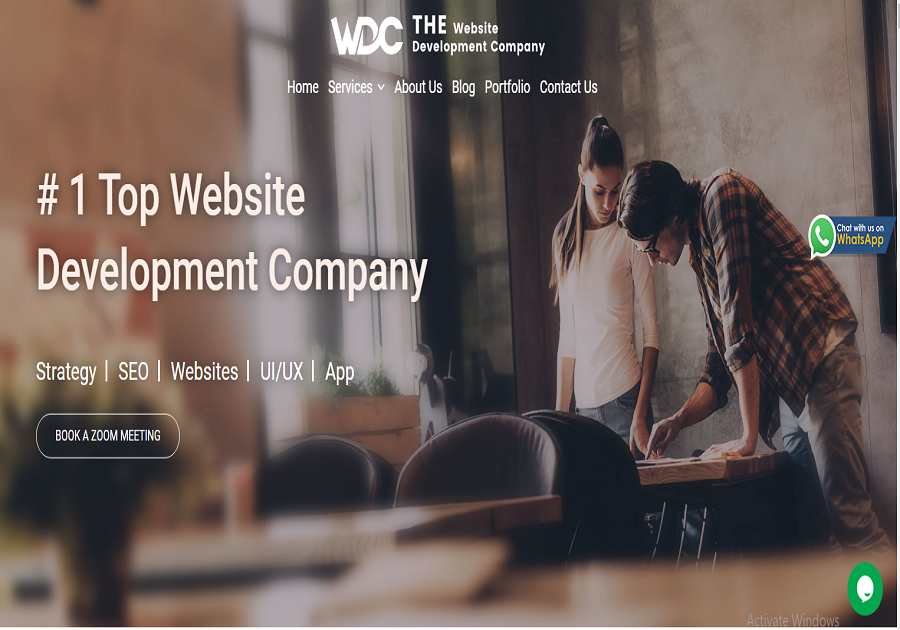 WDC THE Website
Development Company
Home Services About Us Blog Portfolio Contact Us
# 1 Top Website
Development Company
Chat with us on
WhatsApp
Strategy | SEO | Websites | UI/UX | App
BOOK A ZOOM MEETING
Activate Windows